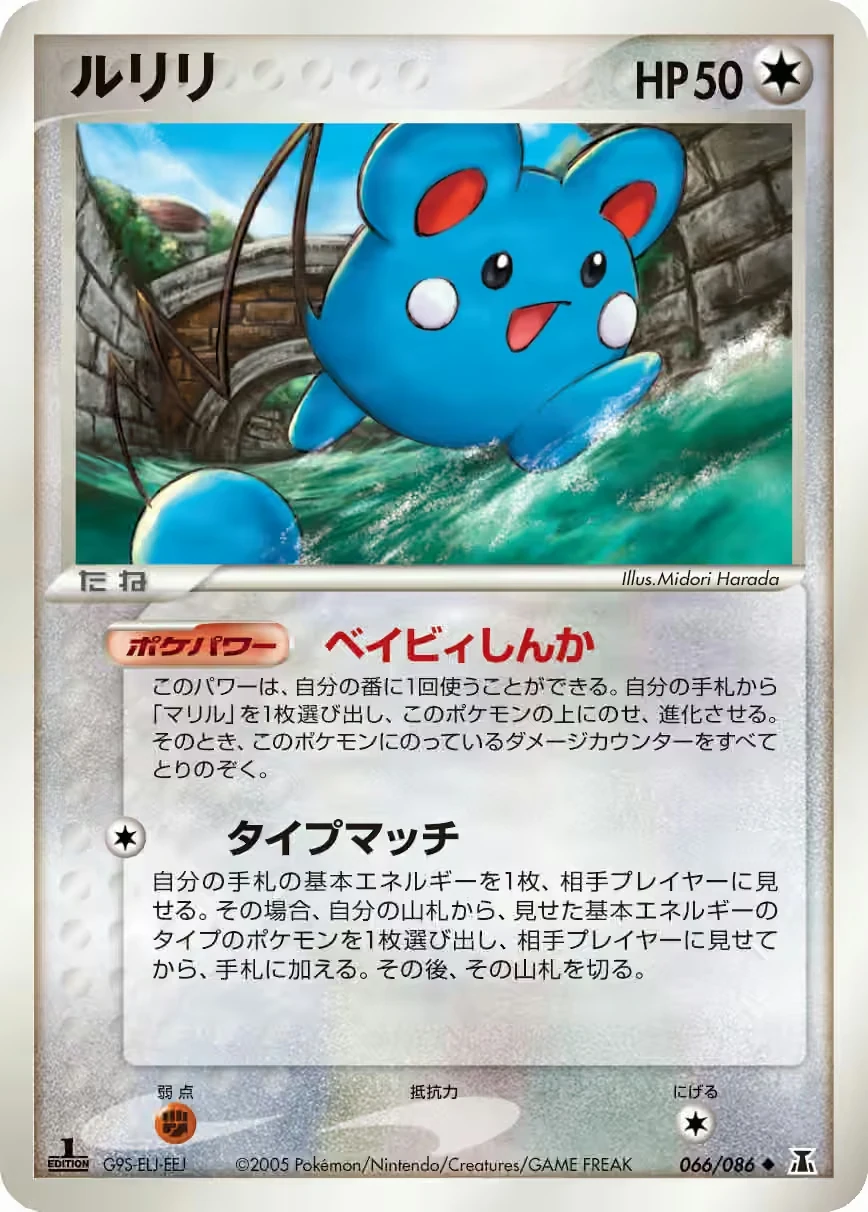 ルリリ
HP50
たね
Illus.Midori Harada
ポケパワー
ベイビィしんか
このパワーは、自分の番に1回使うことができる。自分の手札から
「マリル」を1枚選び出し、このポケモンの上にのせ、進化させる。
そのとき、このポケモンにのっているダメージカウンターをすべて
とりのぞく。
タイプマッチ
自分の手札の基本エネルギーを1枚、相手プレイヤーに見
せる。その場合、自分の山札から、見せた基本エネルギーの
タイプのポケモンを1枚選び出し、相手プレイヤーに見せて
から、手札に加える。その後、その山札を切る。
弱点
抵抗力
にげる
1
EDITION
G9S-ELJ-EEJ
©2005 Pokémon/Nintendo/Creatures/GAME FREAK
066/086